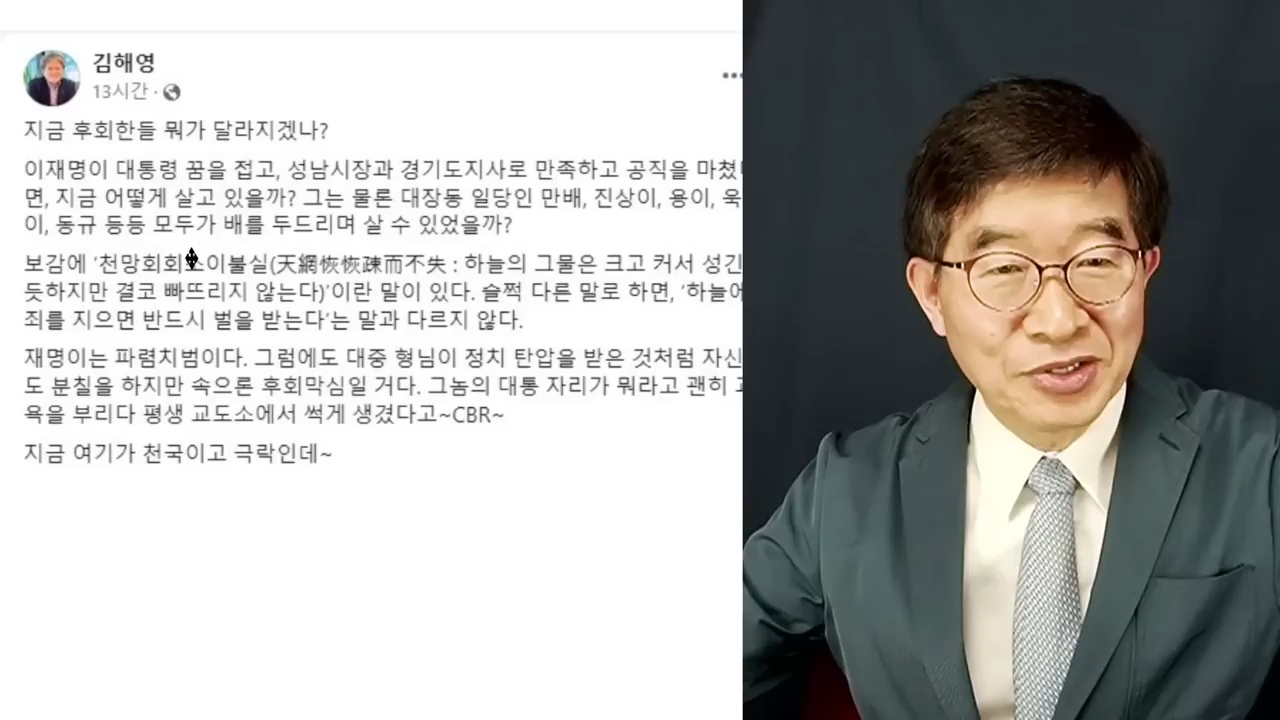 김해영
13시간
지금 후회한들 뭐가 달라지겠나?
이재명이 대통령 꿈을 접고, 성남시장과 경기도지사로 만족하고 공직을 마쳤
면, 지금 어떻게 살고 있을까? 그는 물론 대장동 일당인 만배, 진상이, 용이, 욱
이, 동규 등등 모두가 배를 두드리며 살 수 있었을까?
보감에 '천망회회소이불실(天網恢恢疎而不失 : 하늘의 그물은 크고 커서 성긴
듯하지만 결코 빠뜨리지 않는다)'이란 말이 있다. 슬쩍 다른 말로 하면, '하늘에
죄를 지으면 반드시 벌을 받는다'는 말과 다르지 않다.
재명이는 파렴치범이다. 그럼에도 대중 형님이 정치 탄압을 받은 것처럼 자신
도 분칠을 하지만 속으론 후회막심일 거다. 그놈의 대통 자리가 뭐라고 괜히
욕을 부리다 평생 교도소에서 썩게 생겼다고~CBR~
지금 여기가 천국이고 극락인데~